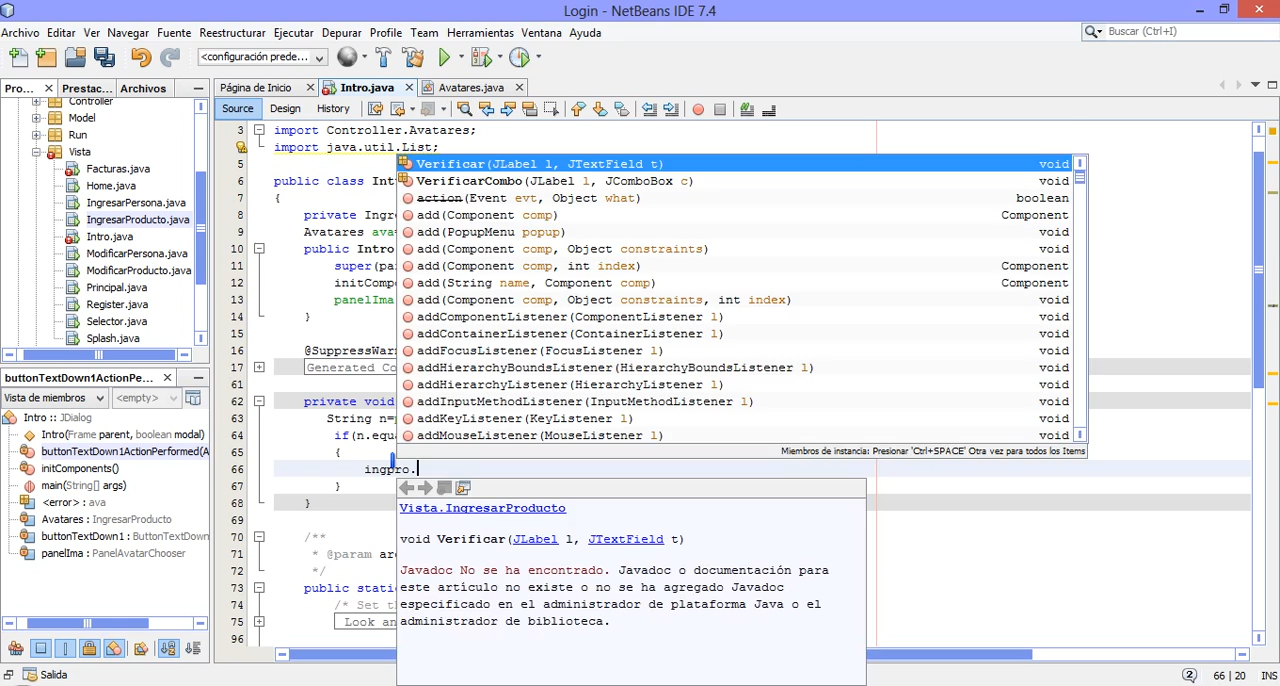 Login - NetBeans IDE 7.4
Archivo Editar Ver Navegar Fuente Reestructurar Ejecutar Depurar Profile Team Herramientas Ventana Ayuda
Buscar (Ctrl+I)
<configuración prede...
Pro... Prestac... Archivos
Página de Inicio Intro.java Avatares.java
Source Design History
Controller
Model
Run
Vista
Facturas.java
Home.java
IngresarPersona.java
IngresarProducto.java
Intro.java
ModificarPersona.java
ModificarProducto.java
Principal.java
Register.java
Selector.java
Splash.java
buttonTextDown1ActionPe...
Vista de miembros <empty>
Intro :: JDialog
Intro(Frame parent, boolean modal)
buttonTextDown1ActionPerformed(A
initComponents()
main(String[] args)
<error> : ava
Avatares : IngresarProducto
buttonTextDown1 : ButtonTextDown
panelIma : PanelAvatarChooser
3 import Controller.Avatares;
import java.util.List;
5
6 public class Int
7 {
8 private Ingr
9 Avatares ava
10 public Intro
11 super(pa
12 initComp
13 panelIma
14 }
15
16 @SuppressWar
17 Generated Co
61
62 private void
63 String n=p
64 if(n.equa
65 {
66 ingpro.
67 }
68 }
69
70 /**
71 * @param ar
72 */
73 public stati
74 /* Set th
75 Look an
96
Verificar(JLabel l, JTextField t) void
VerificarCombo(JLabel l, JComboBox c) void
action(Event evt, Object what) boolean
add(Component comp) Component
add(PopupMenu popup) void
add(Component comp, Object constraints) void
add(Component comp, int index) Component
add(String name, Component comp) Component
add(Component comp, Object constraints, int index) void
addComponentListener(ComponentListener l) void
addContainerListener(ContainerListener l) void
addFocusListener(FocusListener l) void
addHierarchyBoundsListener(HierarchyBoundsListener l) void
addHierarchyListener(HierarchyListener l) void
addInputMethodListener(InputMethodListener l) void
addKeyListener(KeyListener l) void
addMouseListener(MouseListener l) void
Miembros de instancia: Presionar 'Ctrl+SPACE' Otra vez para todos los Items
Vista.IngresarProducto
void Verificar(JLabel l, JTextField t)
Javadoc No se ha encontrado. Javadoc o documentación para
este artículo no existe o no se ha agregado Javadoc
especificado en el administrador de plataforma Java o el
administrador de biblioteca.
Salida
2 66 | 20 INS